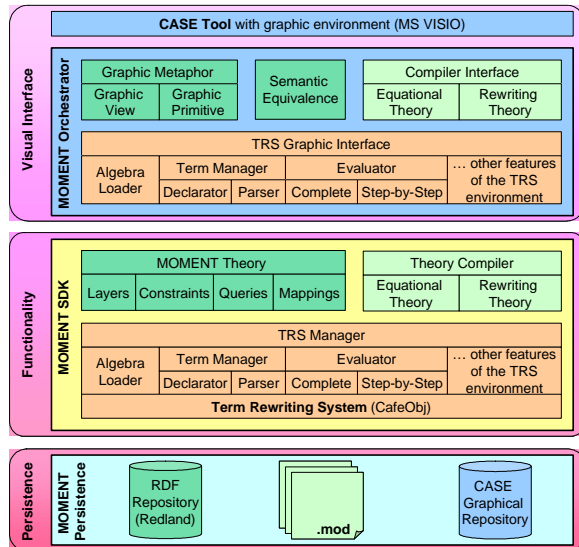 CASE Tool with graphic environment (MS VISIO)
Visual Interface
MOMENT Orchestrator
Graphic Metaphor
Graphic
View
Graphic
Primitive
Semantic
Equivalence
Compiler Interface
Equational
Theory
Rewriting
Theory
TRS Graphic Interface
Algebra
Loader
Term Manager
Declarator
Parser
Evaluator
Complete
Step-by-Step
... other features
of the TRS
environment
Functionality
MOMENT SDK
MOMENT Theory
Layers
Constraints
Queries
Mappings
Theory Compiler
Equational
Theory
Rewriting
Theory
TRS Manager
Algebra
Loader
Term Manager
Declarator
Parser
Evaluator
Complete
Step-by-Step
... other features
of the TRS
environment
Term Rewriting System (CafeObj)
Persistence
MOMENT
Persistence
RDF
Repository
(Redland)
.mod
CASE
Graphical
Repository